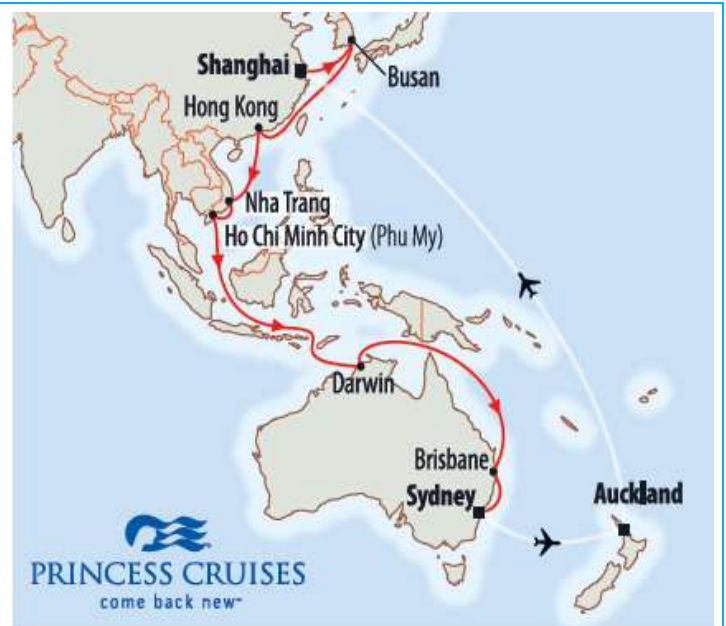 Shanghai
Busan
Hong Kong
Nha Trang
Ho Chi Minh City (Phu My)
Darwin
Brisbane
Sydney
Auckland
PRINCESS CRUISES
come back new℠